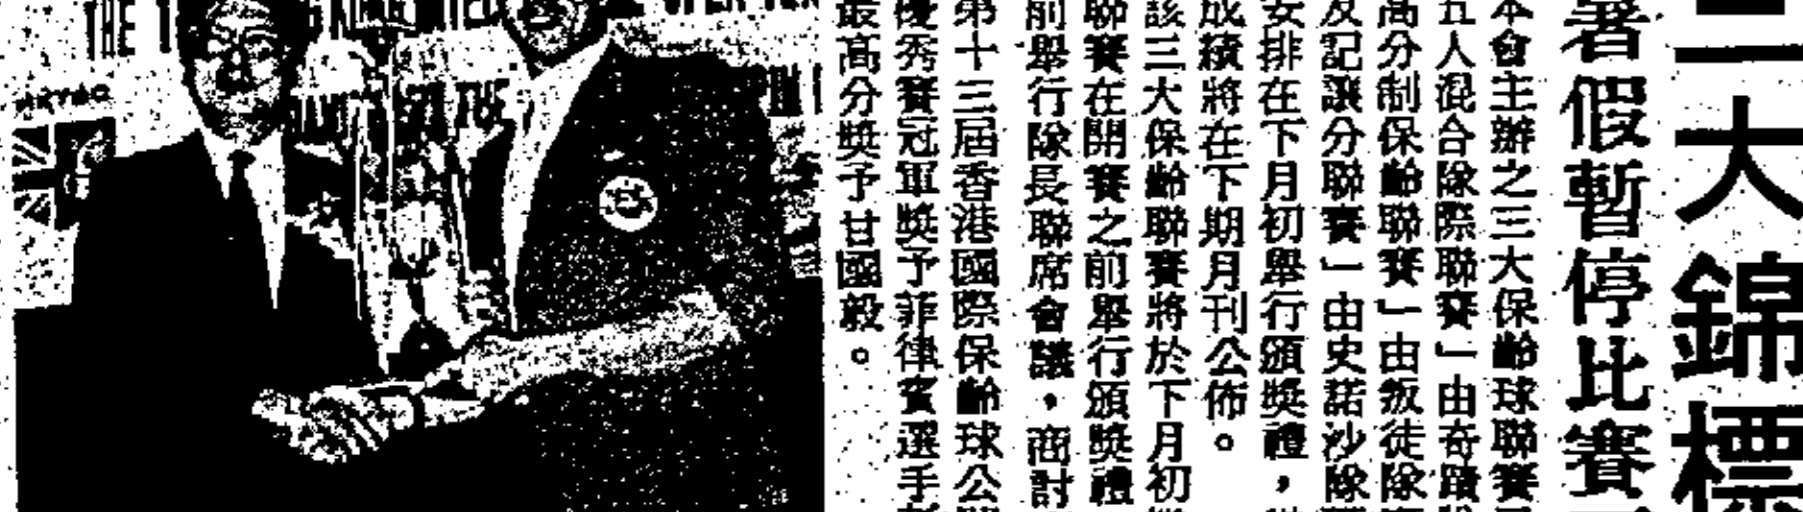 三大錦標
署假暫停比賽
本會主辦之三大保齡球聯賽
五人混合隊際聯賽」由奇蹟
高分制保齡聯賽」由叛徒隊
及記讓分聯賽」由史諾沙隊
安排在下月初舉行頒獎禮，
成績將在下期月刊公佈。
該三大保齡聯賽將於下月初
聯賽在開賽之前舉行頒獎禮
前舉行隊長聯席會議，商討
第十三屆香港國際保齡球公
優秀賽冠軍獎予菲律賓選手
最高分獎予甘國毅。
THE
THE